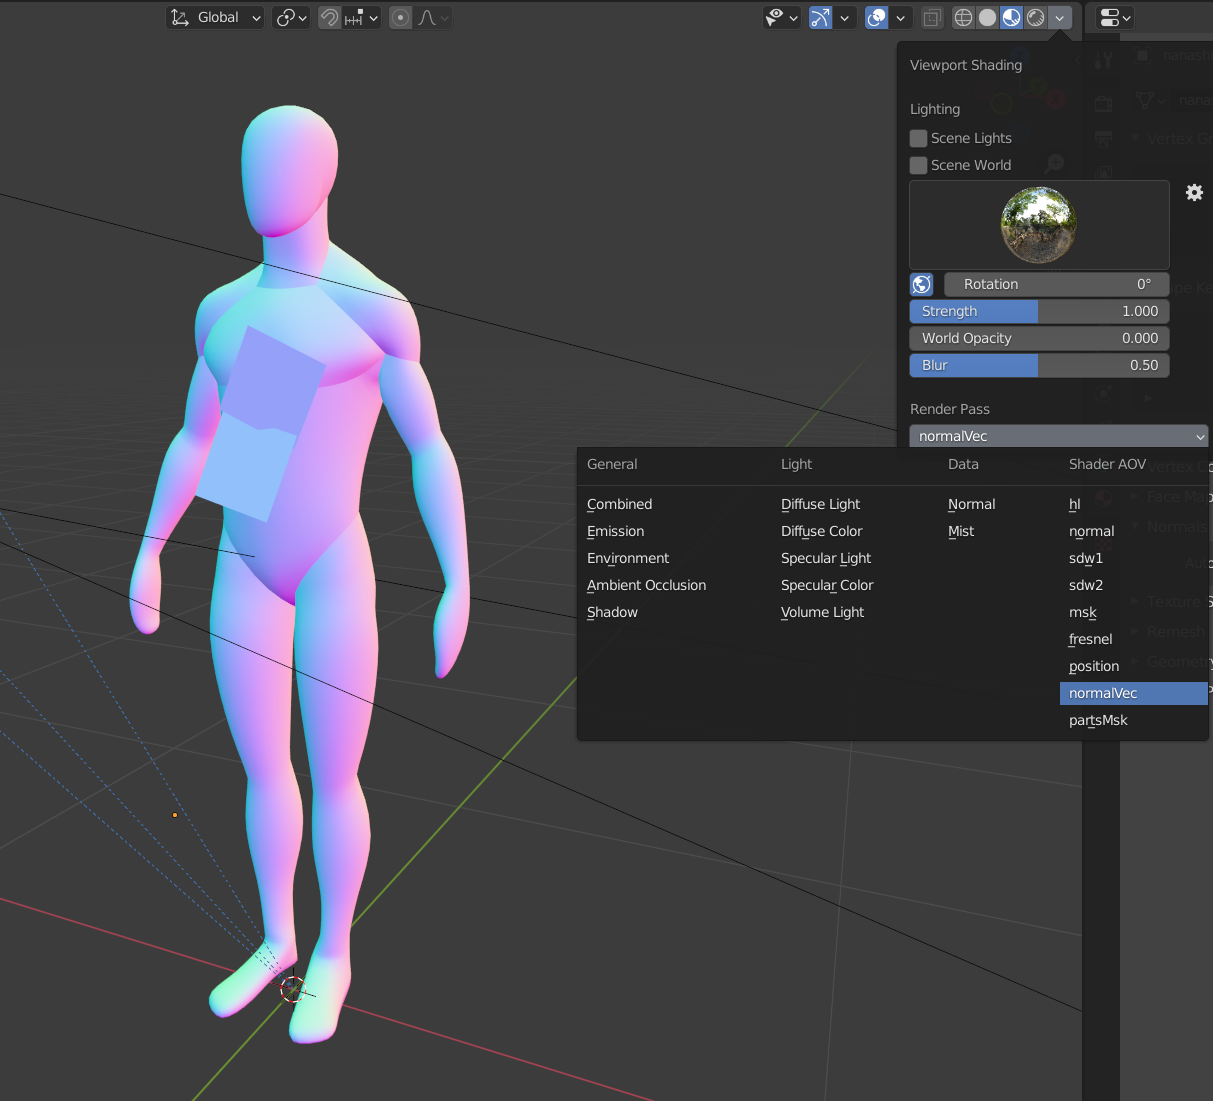 Global
Viewport Shading
Lighting
Scene Lights
Scene World
Rotation 0°
Strength 1.000
World Opacity 0.000
Blur 0.50
Render Pass
normalVec
General Light Data Shader AOV
Combined Diffuse Light Normal hl
Emission Diffuse Color Mist normal
Environment Specular Light sdw1
Ambient Occlusion Specular Color sdw2
Shadow Volume Light msk
fresnel
position
normalVec
partsMsk